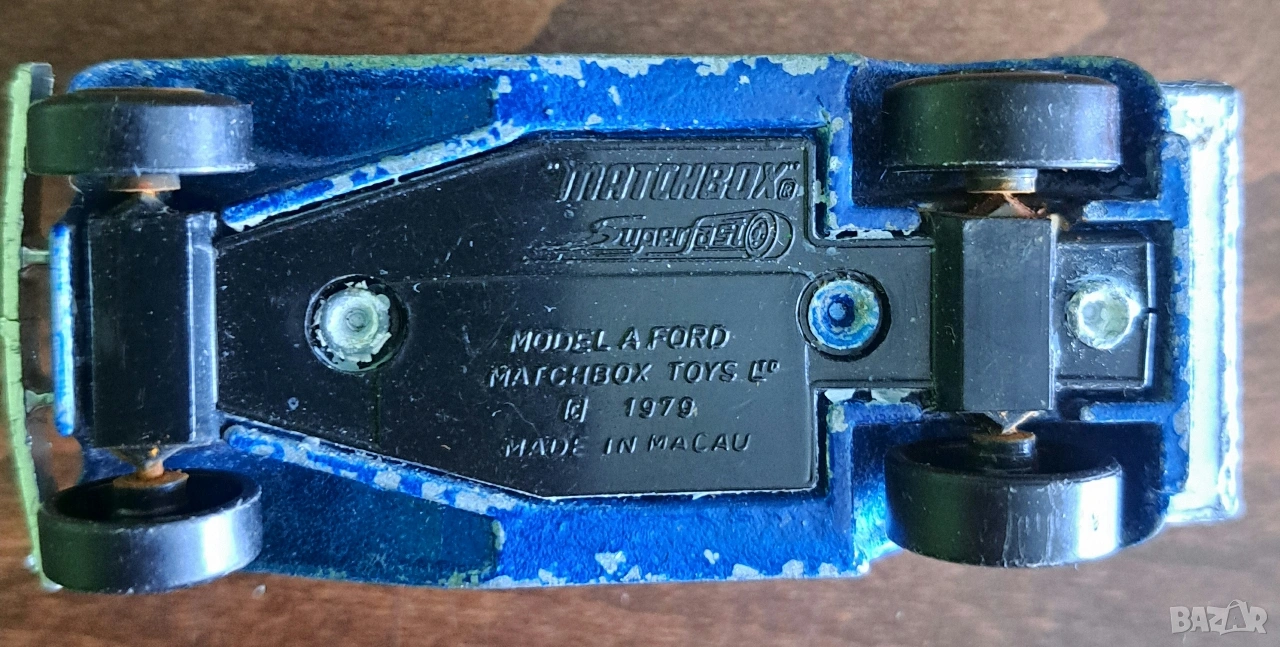 "MATCHBOX"®
Superfast
MODEL A FORD
MATCHBOX TOYS LTD
© 1979
MADE IN MACAU
BAZAR